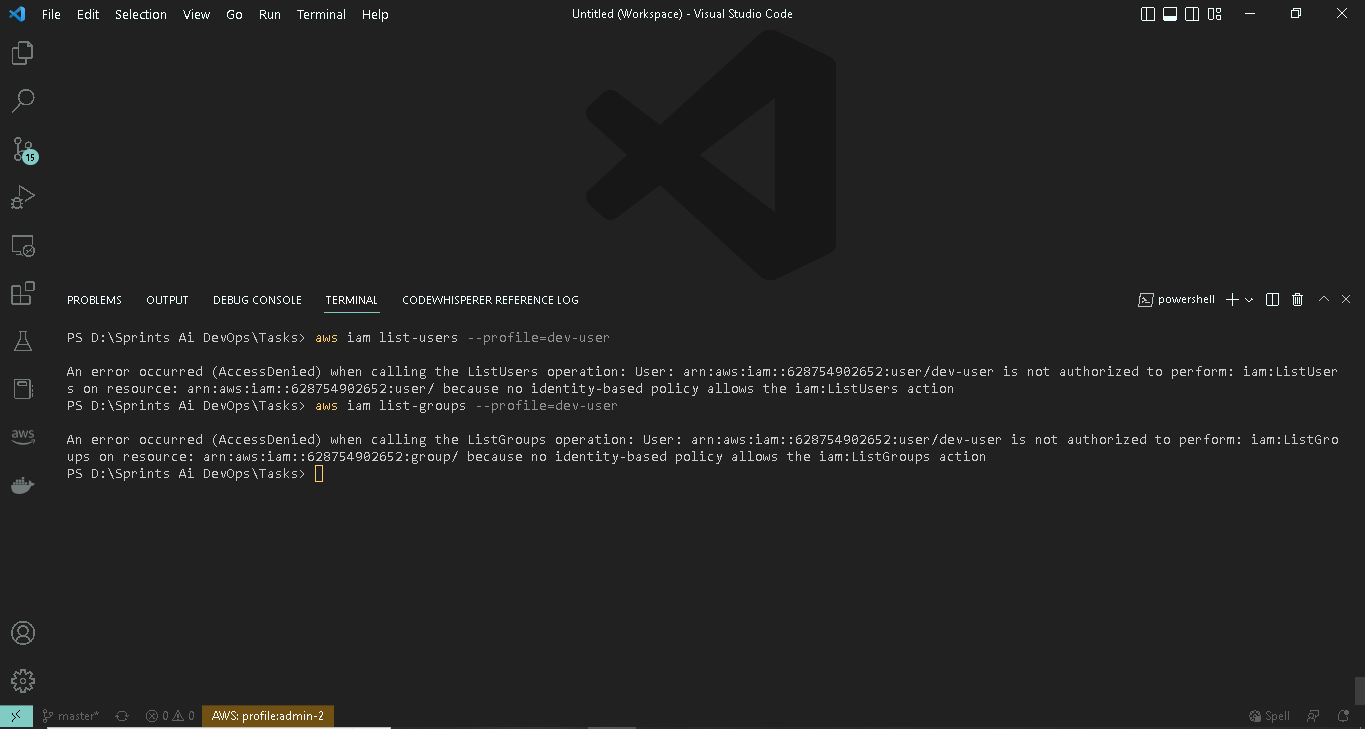 File Edit Selection View Go Run Terminal Help
Untitled (Workspace) - Visual Studio Code
15
PROBLEMS OUTPUT DEBUG CONSOLE TERMINAL CODEWHISPERER REFERENCE LOG
powershell
PS D:\Sprints Ai DevOps\Tasks> aws iam list-users --profile=dev-user
An error occurred (AccessDenied) when calling the ListUsers operation: User: arn:aws:iam::628754902652:user/dev-user is not authorized to perform: iam:ListUser
s on resource: arn:aws:iam::628754902652:user/ because no identity-based policy allows the iam:ListUsers action
PS D:\Sprints Ai DevOps\Tasks> aws iam list-groups --profile=dev-user
An error occurred (AccessDenied) when calling the ListGroups operation: User: arn:aws:iam::628754902652:user/dev-user is not authorized to perform: iam:ListGro
ups on resource: arn:aws:iam::628754902652:group/ because no identity-based policy allows the iam:ListGroups action
PS D:\Sprints Ai DevOps\Tasks>
aws
master* 0 0 AWS: profile:admin-2
Spell